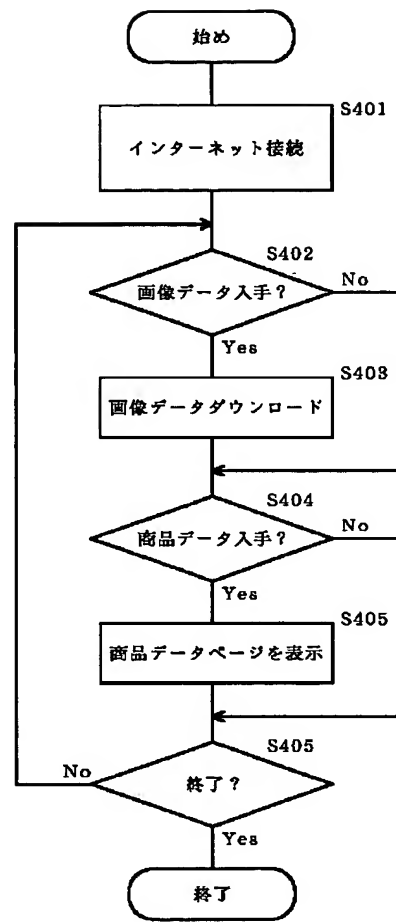 始め
S401
インターネット接続
S402
画像データ入手?
No
Yes
S403
画像データダウンロード
S404
商品データ入手?
No
Yes
S405
商品データページを表示
S405
No
終了?
Yes
終了